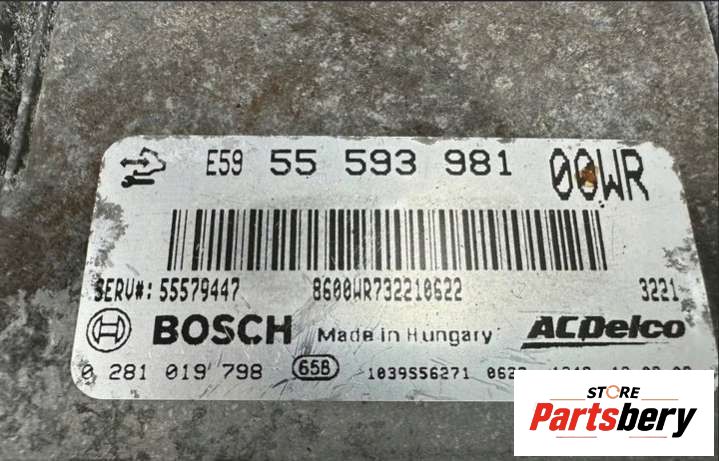 E59 55 593 981 00WR
SERV#: 55579447 8600WR732210622 3221
BOSCH Made in Hungary ACDelco
0 281 019 798 65B 1039556271
STORE
Partsbery